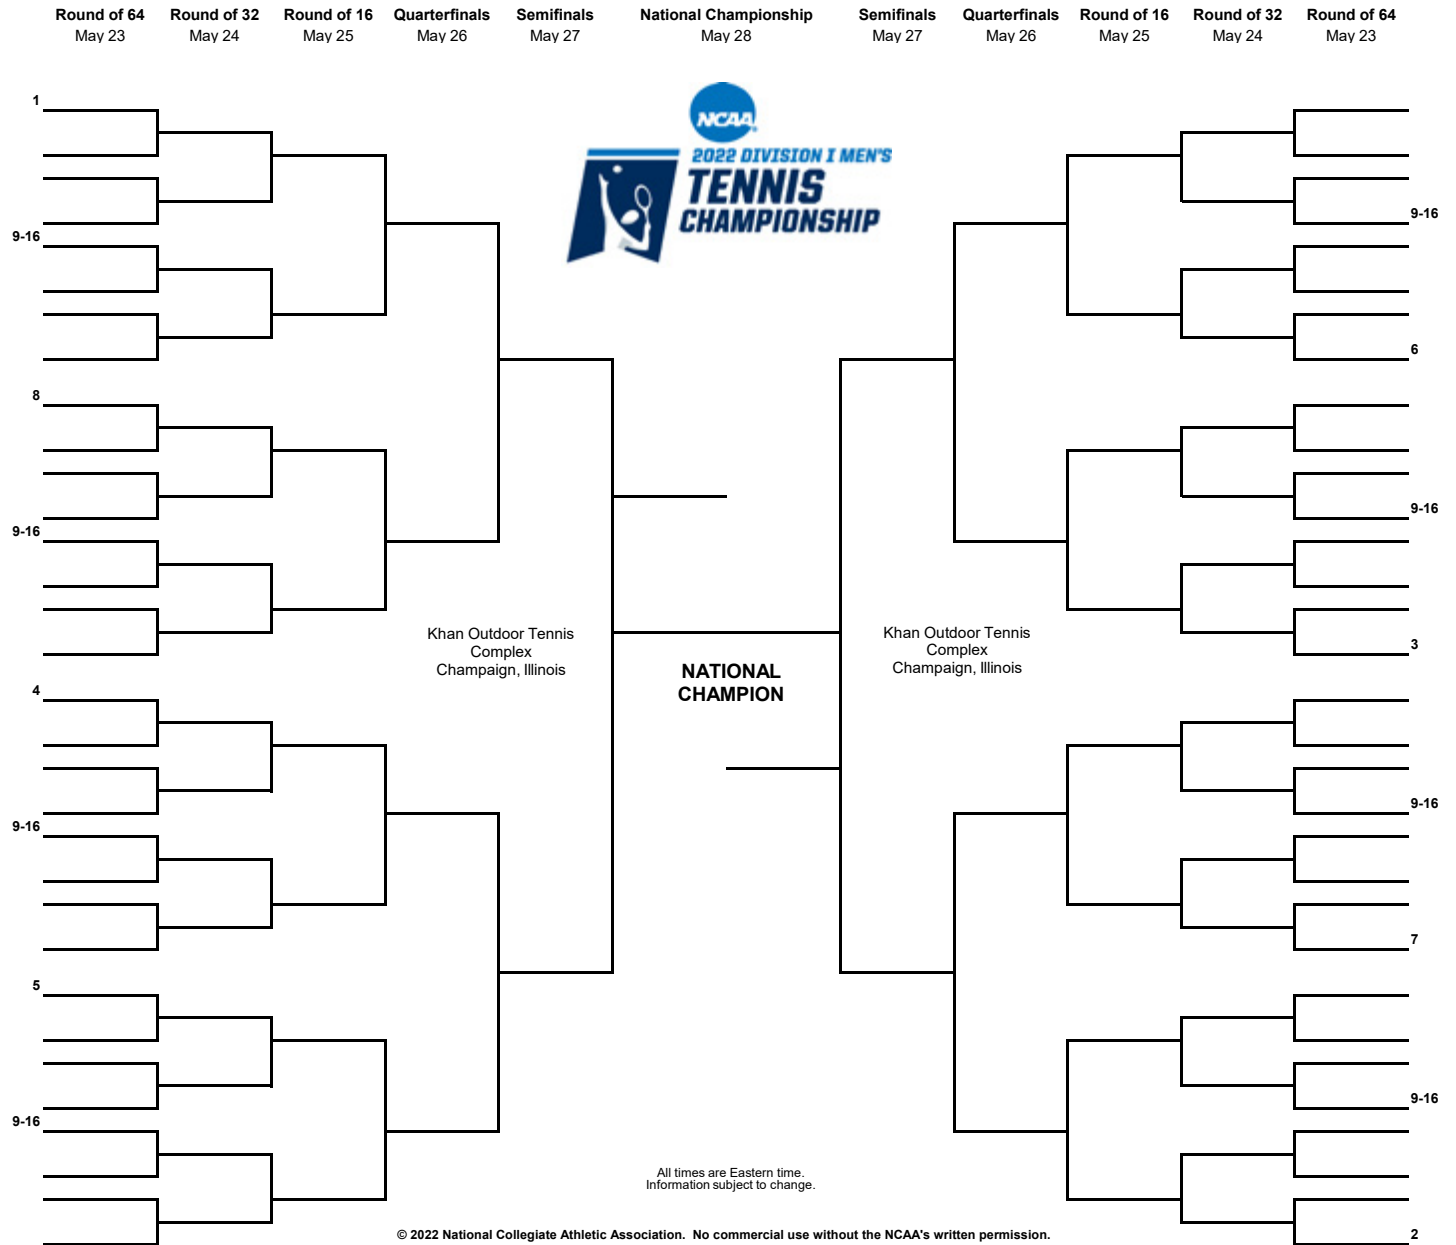 Round of 64 Round of 32 Round of 16 Quarterfinals Semifinals National Championship Semifinals Quarterfinals Round of 16 Round of 32 Round of 64
May 23 May 24 May 25 May 26 May 27 May 28 May 27 May 26 May 25 May 24 May 23
NCAA
2022 DIVISION I MEN'S
TENNIS
CHAMPIONSHIP
1
9-16
8
9-16
4
9-16
5
9-16
Khan Outdoor Tennis
Complex
Champaign, Illinois
NATIONAL
CHAMPION
Khan Outdoor Tennis
Complex
Champaign, Illinois
9-16
6
9-16
3
9-16
7
9-16
2
All times are Eastern time.
Information subject to change.
© 2022 National Collegiate Athletic Association. No commercial use without the NCAA's written permission.